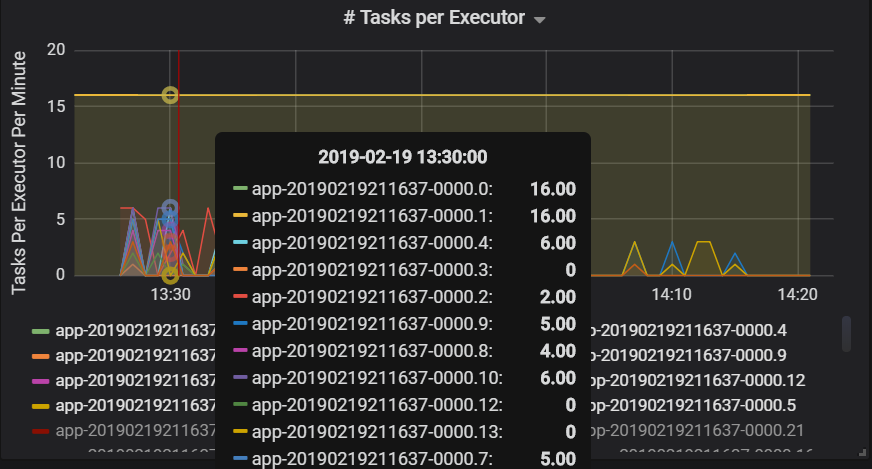 # Tasks per Executor
Tasks Per Executor Per Minute
20
15
10
5
0
13:30
14:10
14:20
2019-02-19 13:30:00
app-20190219211637-0000.0: 16.00
app-20190219211637-0000.1: 16.00
app-20190219211637-0000.4: 6.00
app-20190219211637-0000.3: 0
app-20190219211637-0000.2: 2.00
app-20190219211637-0000.9: 5.00
app-20190219211637-0000.8: 4.00
app-20190219211637-0000.10: 6.00
app-20190219211637-0000.12: 0
app-20190219211637-0000.13: 0
app-20190219211637-0000.7: 5.00
app-20190219211637
p-20190219211637-0000.4
app-20190219211637
p-20190219211637-0000.9
app-20190219211637
p-20190219211637-0000.12
app-20190219211637
p-20190219211637-0000.5
app-20190219211637
p-20190219211637-0000.21